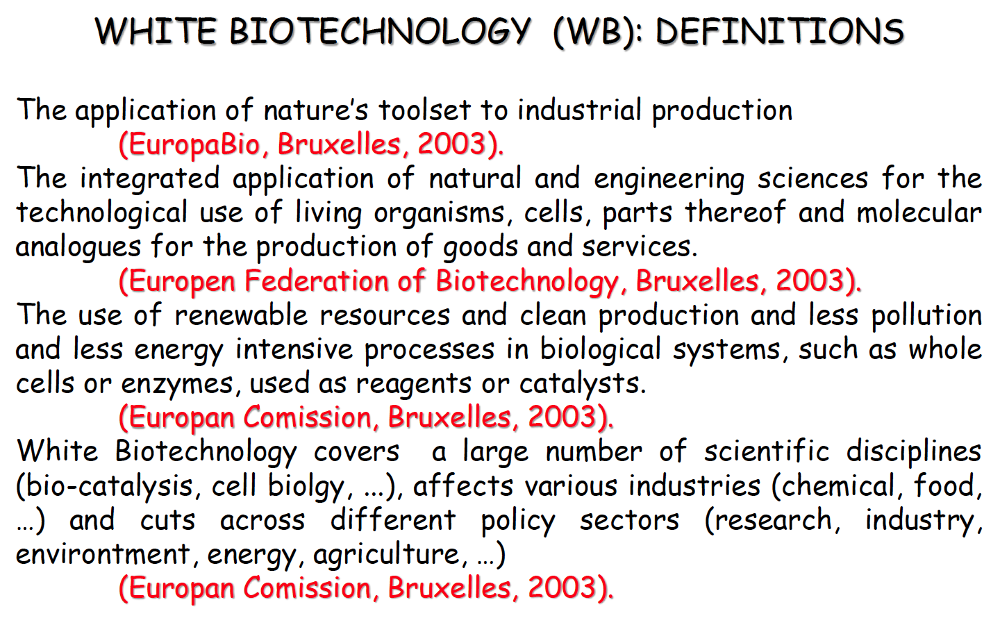 WHITE BIOTECHNOLOGY  (WB): DEFINITIONS
The application of nature's toolset to industrial production
(EuropaBio, Bruxelles, 2003).
The integrated application of natural and engineering sciences for the
technological use of living organisms, cells, parts thereof and molecular
analogues for the production of goods and services.
(Europen Federation of Biotechnology, Bruxelles, 2003).
The use of renewable resources and clean production and less pollution
and less energy intensive processes in biological systems, such as whole
cells or enzymes, used as reagents or catalysts.
(Europan Comission, Bruxelles, 2003).
White Biotechnology covers  a large number of scientific disciplines
(bio-catalysis, cell biolgy, ...), affects various industries (chemical, food,
…) and cuts across different policy sectors (research, industry,
environtment, energy, agriculture, …)
(Europan Comission, Bruxelles, 2003).